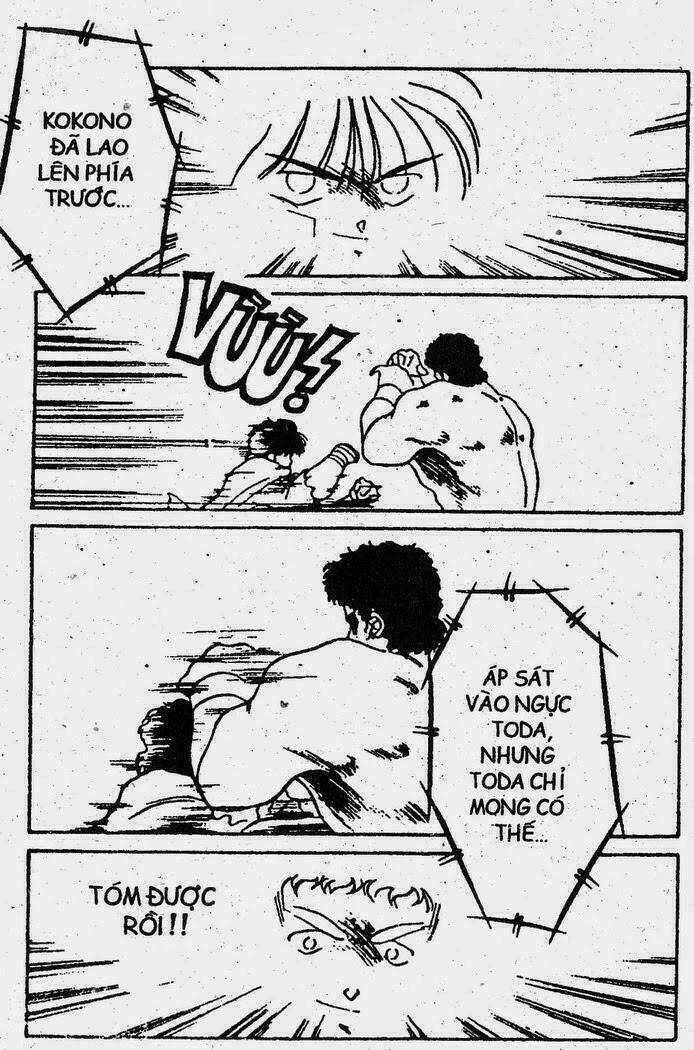 KOKONO
ĐÃ LAO
LÊN PHÍA
TRƯỚC...
VÙÙ!
ÁP SÁT
VÀO NGỰC
TODA,
NHƯNG
TODA CHỈ
MONG CÓ
THẾ...
TÓM ĐƯỢC
RỒI!!